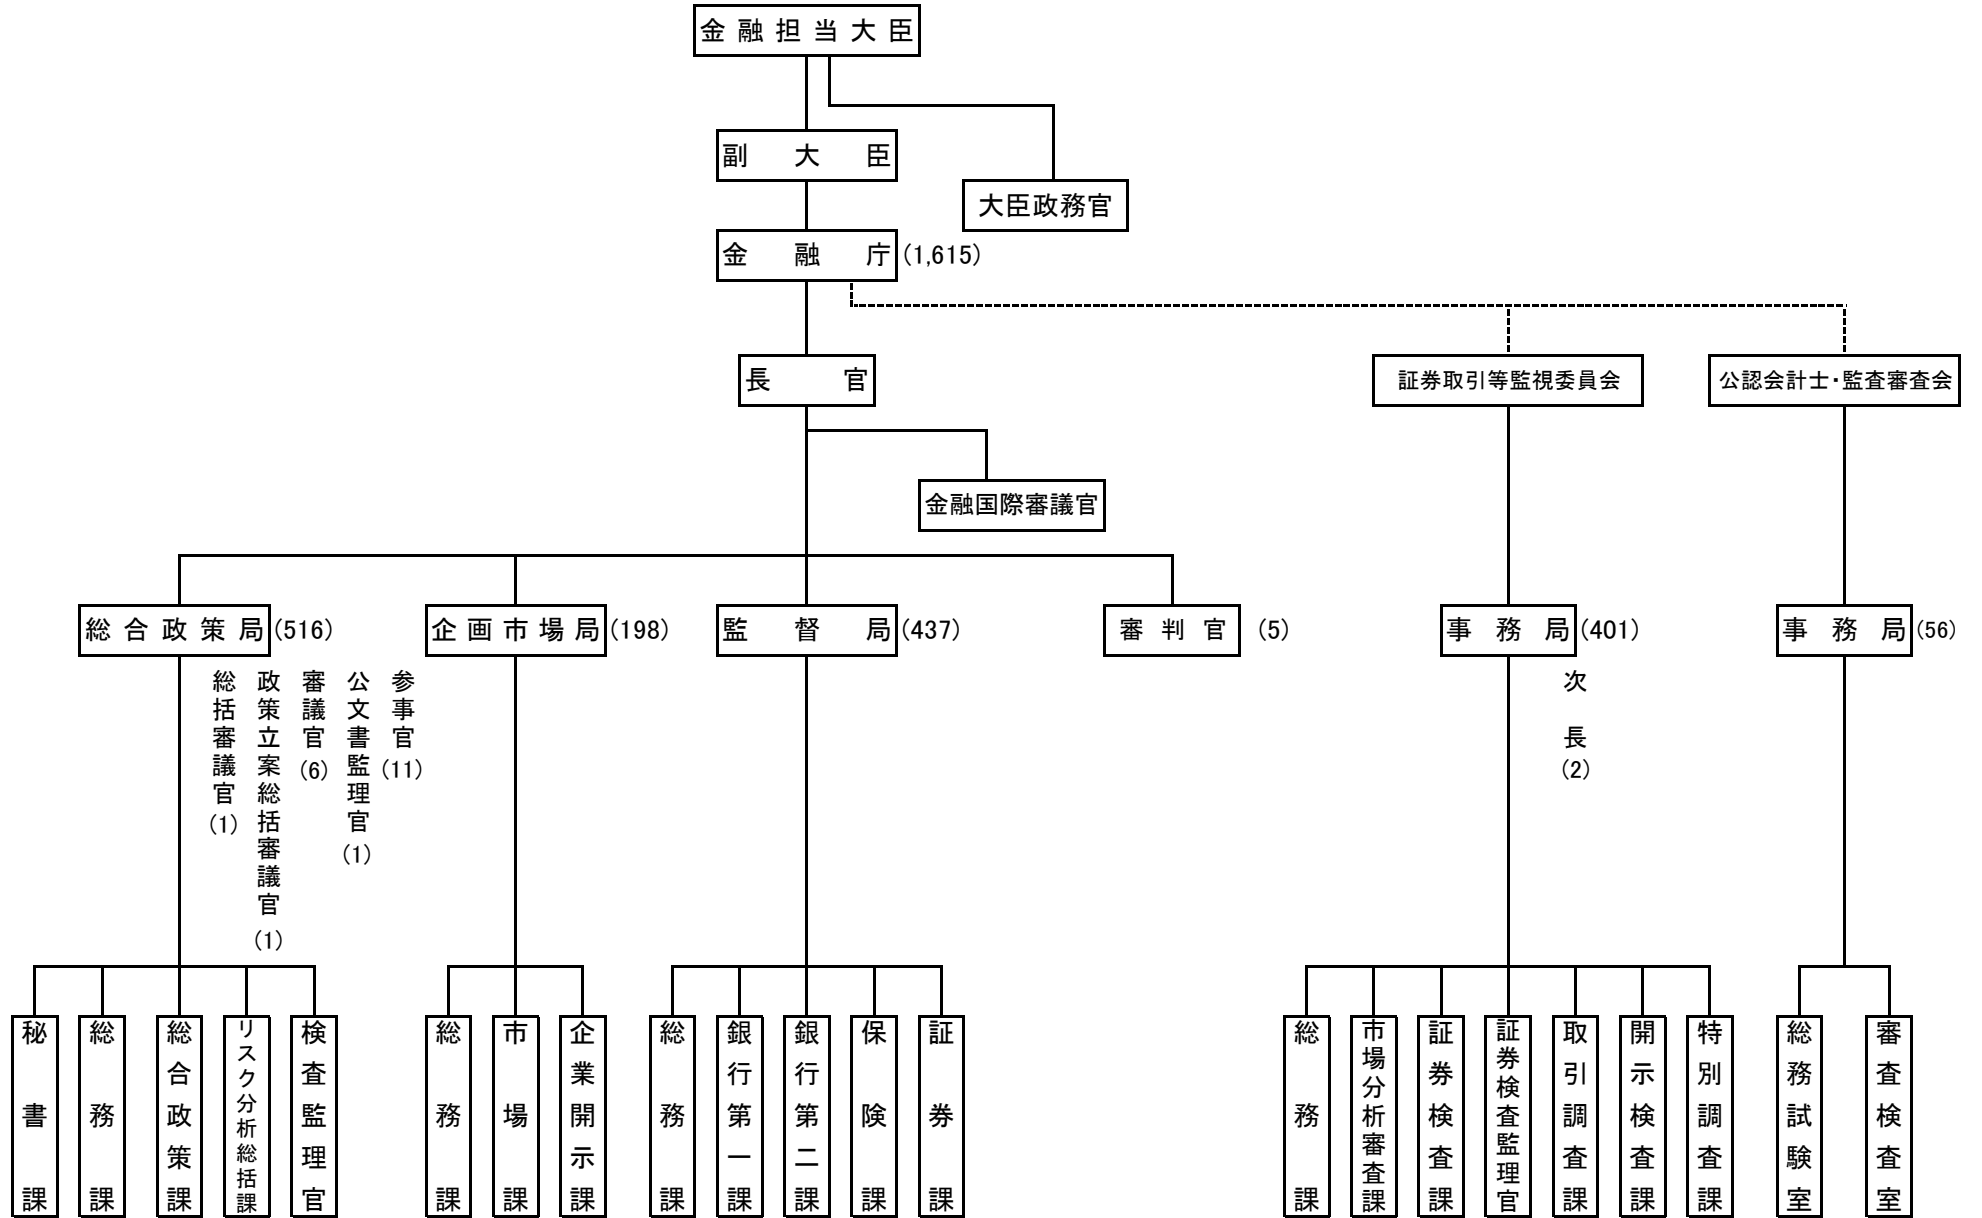 金融担当大臣
副大臣
大臣政務官
金融庁(1,615)
長官
証券取引等監視委員会
公認会計士・監査審査会
金融国際審議官
総合政策局(516)
企画市場局(198)
監督局(437)
審判官(5)
事務局(401)
事務局(56)
総括審議官(1)
政策立案総括審議官(1)
審議官(6)
公文書監理官(1)
参事官(11)
次長(2)
秘書課
総務課
総合政策課
リスク分析総括課
検査監理官
総務課
市場課
企業開示課
総務課
銀行第一課
銀行第二課
保険課
証券課
総務課
市場分析審査課
証券検査課
証券検査監理官
取引調査課
開示検査課
特別調査課
総務試験室
審査検査室